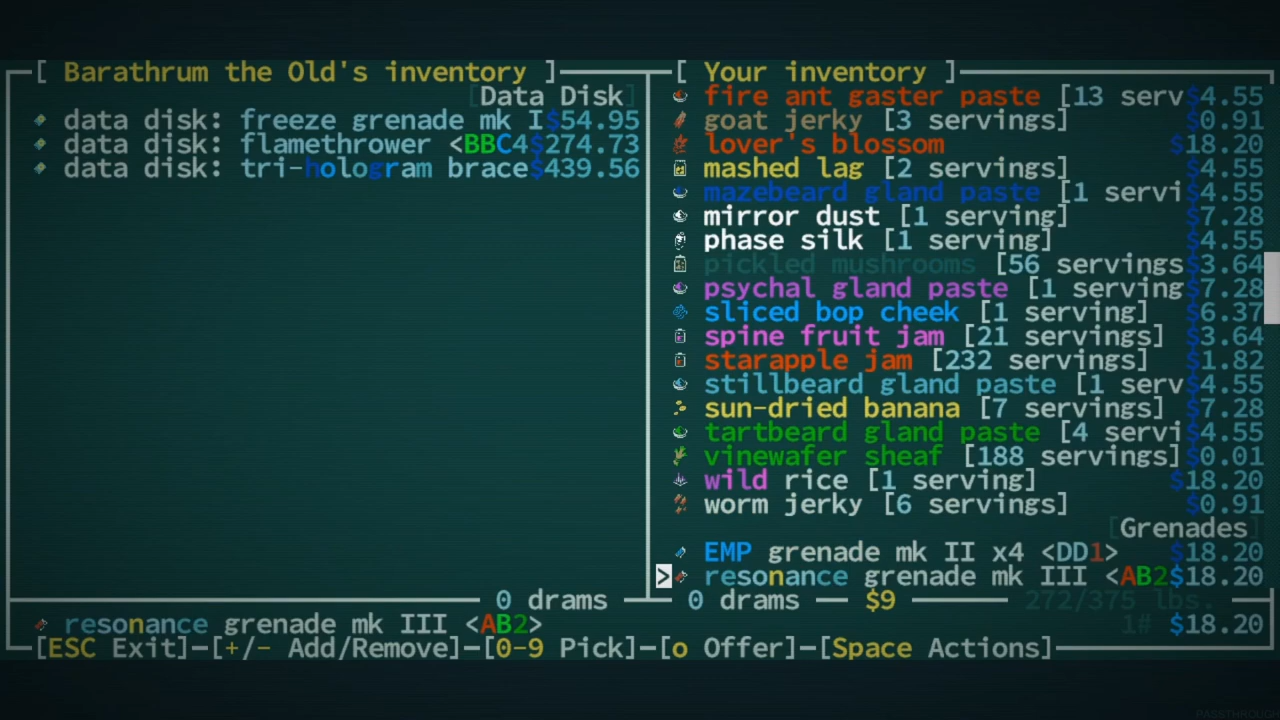 [ Barathrum the Old's inventory ]
[Data Disk]
data disk: freeze grenade mk I$54.95
data disk: flamethrower <BBC4$274.73
data disk: tri-hologram brace$439.56
0 drams
[ Your inventory ]
fire ant gaster paste [13 serv$4.55
goat jerky [3 servings] $0.91
lover's blossom $18.20
mashed lag [2 servings] $4.55
mazebeard gland paste [1 servi$4.55
mirror dust [1 serving] $7.28
phase silk [1 serving] $4.55
pickled mushrooms [56 servings$3.64
psychal gland paste [1 serving$7.28
sliced bop cheek [1 serving] $6.37
spine fruit jam [21 servings] $3.64
starapple jam [232 servings] $1.82
stillbeard gland paste [1 serv$4.55
sun-dried banana [7 servings] $7.28
tartbeard gland paste [4 servi$4.55
vinewafer sheaf [188 servings]$0.01
wild rice [1 serving] $18.20
worm jerky [6 servings] $0.91
[Grenades]
EMP grenade mk II x4 <DD1> $18.20
> resonance grenade mk III <AB2$18.20
0 drams — $9 272/375 lbs.
resonance grenade mk III <AB2> 1# $18.20
[ESC Exit]—[+/- Add/Remove]—[0-9 Pick]—[o Offer]—[Space Actions]